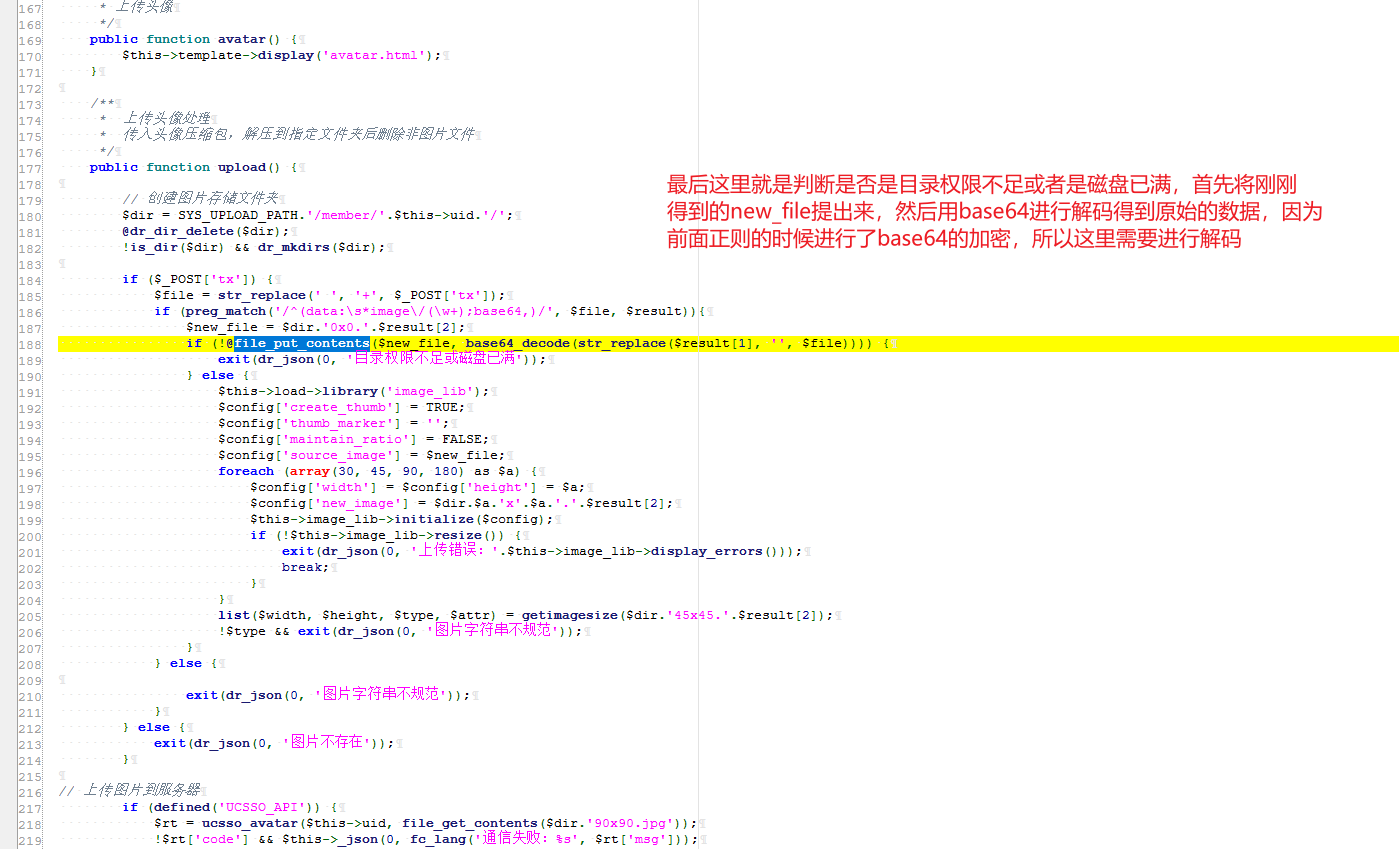 167 * 上传头像
168 */
169 public function avatar() {
170 $this->template->display('avatar.html');
171 }
172
173 /**
174 * 上传头像处理
175 * 传入头像压缩包，解压到指定文件夹后删除非图片文件
176 */
177 public function upload() {
178
179 // 创建图片存储文件夹
180 $dir = SYS_UPLOAD_PATH.'/member/'.$this->uid.'/';
181 @dr_dir_delete($dir);
182 !is_dir($dir) && dr_mkdirs($dir);
183
184 if ($_POST['tx']) {
185 $file = str_replace(' ', '+', $_POST['tx']);
186 if (preg_match('/^(data:\s*image\/(\w+);base64,)/', $file, $result)){
187 $new_file = $dir.'0x0.'.$result[2];
188 if (!@file_put_contents($new_file, base64_decode(str_replace($result[1], '', $file)))) {
189 exit(dr_json(0, '目录权限不足或磁盘已满'));
190 } else {
191 $this->load->library('image_lib');
192 $config['create_thumb'] = TRUE;
193 $config['thumb_marker'] = '';
194 $config['maintain_ratio'] = FALSE;
195 $config['source_image'] = $new_file;
196 foreach (array(30, 45, 90, 180) as $a) {
197 $config['width'] = $config['height'] = $a;
198 $config['new_image'] = $dir.$a.'x'.$a.'.'.$result[2];
199 $this->image_lib->initialize($config);
200 if (!$this->image_lib->resize()) {
201 exit(dr_json(0, '上传错误：'.$this->image_lib->display_errors()));
202 break;
203 }
204 }
205 list($width, $height, $type, $attr) = getimagesize($dir.'45x45.'.$result[2]);
206 !$type && exit(dr_json(0, '图片字符串不规范'));
207 }
208 } else {
209
210 exit(dr_json(0, '图片字符串不规范'));
211 }
212 } else {
213 exit(dr_json(0, '图片不存在'));
214 }
215
216 // 上传图片到服务器
217 if (defined('UCSSO_API')) {
218 $rt = ucsso_avatar($this->uid, file_get_contents($dir.'90x90.jpg'));
219 !$rt['code'] && $this->_json(0, fc_lang('通信失败：%s', $rt['msg']));
最后这里就是判断是否是目录权限不足或者是磁盘已满，首先将刚刚
得到的new_file提出来，然后用base64进行解码得到原始的数据，因为
前面正则的时候进行了base64的加密，所以这里需要进行解码